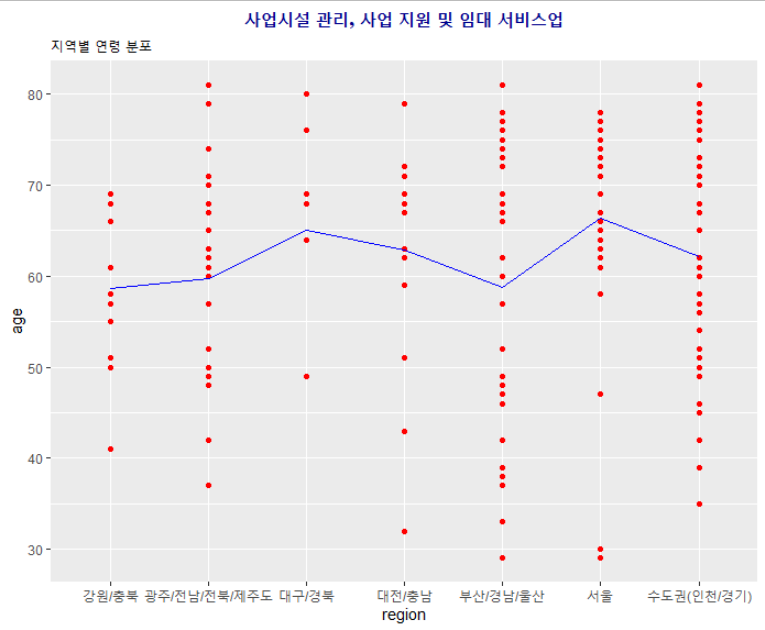 사업시설 관리, 사업 지원 및 임대 서비스업
지역별 연령 분포
80
70
60
50
40
30
age
강원/충북 광주/전남/전북/제주도 대구/경북 대전/충남 부산/경남/울산 서울 수도권(인천/경기)
region